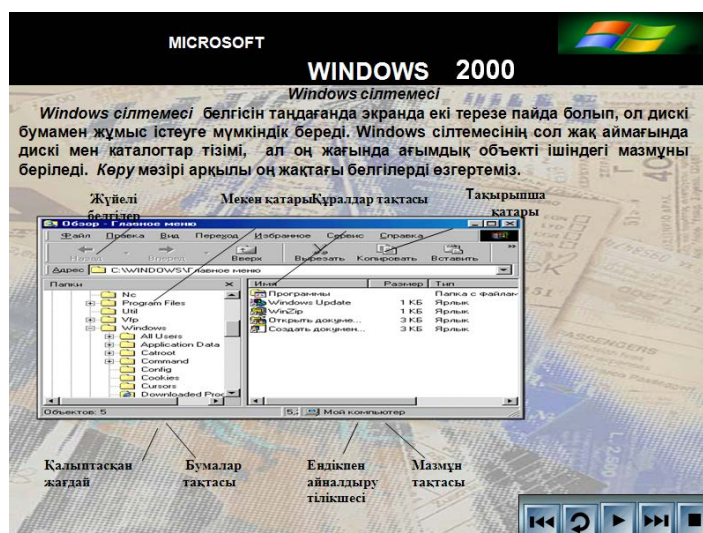 MICROSOFT
WINDOWS 2000
Windows сілтемесі
Windows сілтемесі белгісін таңдағанда экранда екі терезе пайда болып, ол дискі
бумамен жұмыс істеуге мүмкіндік береді. Windows сілтемесінің сол жақ аймағында
дискі мен каталогтар тізімі, ал оң жағында ағымдық объекті ішіндегі мазмұны
беріледі. Көру мәзірі арқылы оң жақтағы белгілерді өзгертеміз.
Жүйелі
белгілер
Мекен катары
Құралдар тақтасы
Тақырыпша
қатары
Обзор - Главное меню
Файл Правка Вид Переход Избранное Сервис Справка
Назад Вперед Вверх Вырезать Копировать Вставить
Адрес C:\WINDOWS\Главное меню
Папки
Nc
Program Files
Util
Vfp
Windows
All Users
Application Data
Catroot
Command
Config
Cookies
Cursors
Downloaded Proc
Имя Размер Тип
Программы Папка с файлам
Windows Update 1 КБ Ярлык
WinZip 1 КБ Ярлык
Открыть докуме... 3 КБ Ярлык
Создать докумен... 3 КБ Ярлык
Объектов: 5
Мой компьютер
Қалыптасқан
жағдай
Бумалар
тақтасы
Ендікпен
айналдыру
тілікшесі
Мазмұн
тақтасы